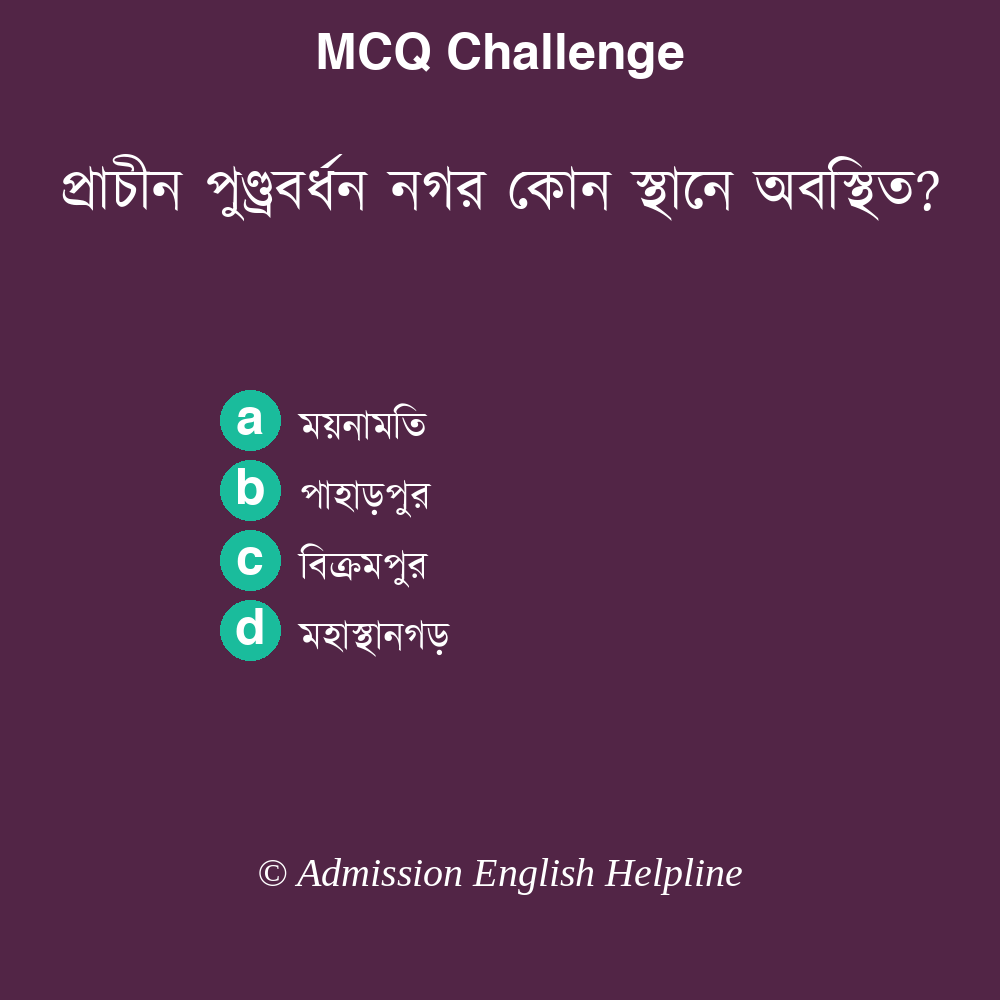 MCQ Challenge
প্রাচীন পুণ্ড্রবর্ধন নগর কোন স্থানে অবস্থিত?
a ময়নামতি
b পাহাড়পুর
c বিক্রমপুর
d মহাস্থানগড়
© Admission English Helpline